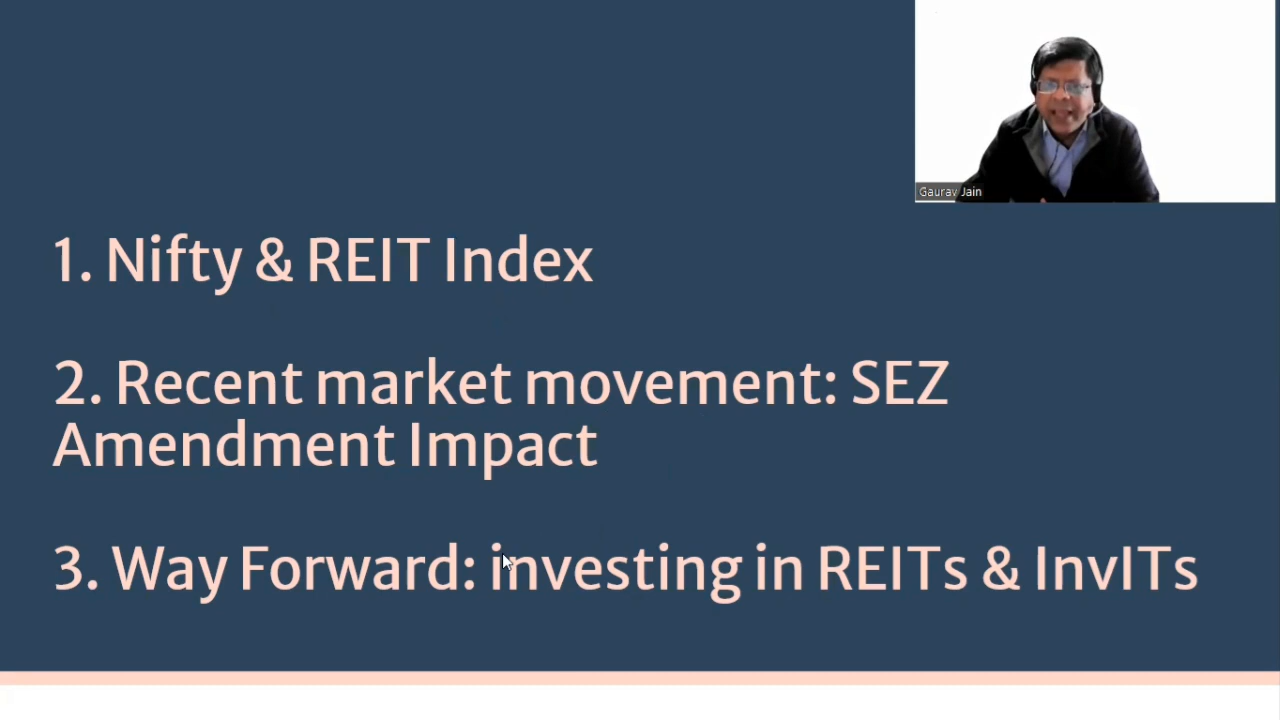 Gaurav Jain
1. Nifty & REIT Index
2. Recent market movement: SEZ
Amendment Impact
3. Way Forward: investing in REITs & InvITs